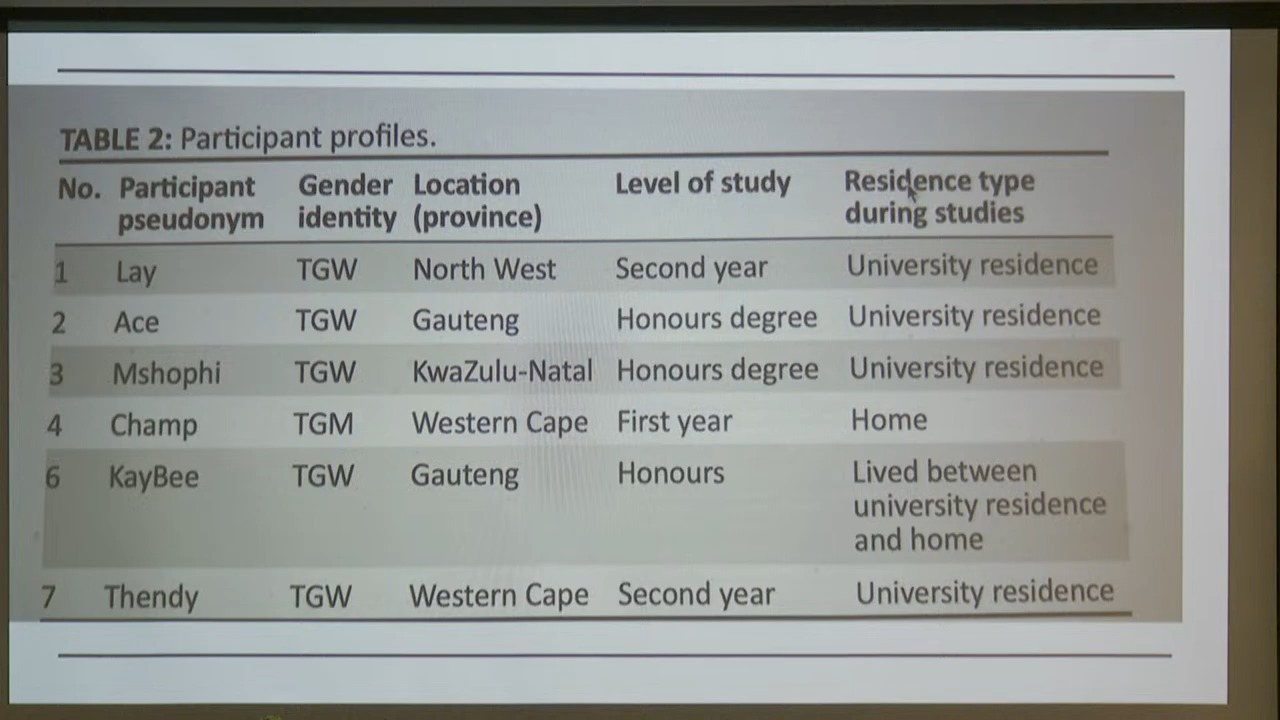 TABLE 2: Participant profiles.
No. Participant pseudonym Gender identity Location (province) Level of study Residence type during studies
1 Lay TGW North West Second year University residence
2 Ace TGW Gauteng Honours degree University residence
3 Mshophi TGW KwaZulu-Natal Honours degree University residence
4 Champ TGM Western Cape First year Home
6 KayBee TGW Gauteng Honours Lived between university residence and home
7 Thendy TGW Western Cape Second year University residence